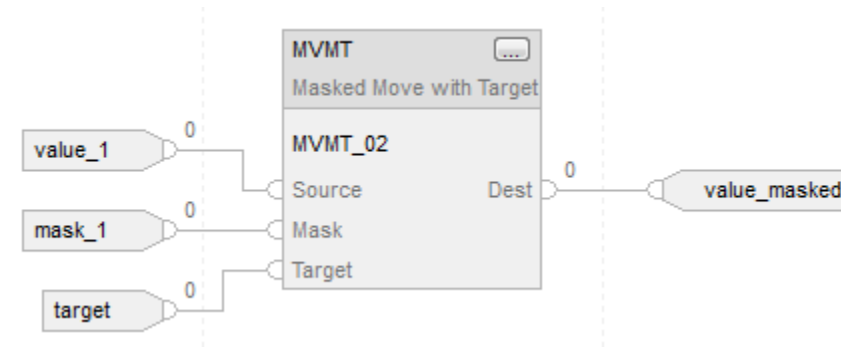 MVMT ...
Masked Move with Target
MVMT_02
value_1 0
Source
Dest 0
value_masked
mask_1 0
Mask
target 0
Target